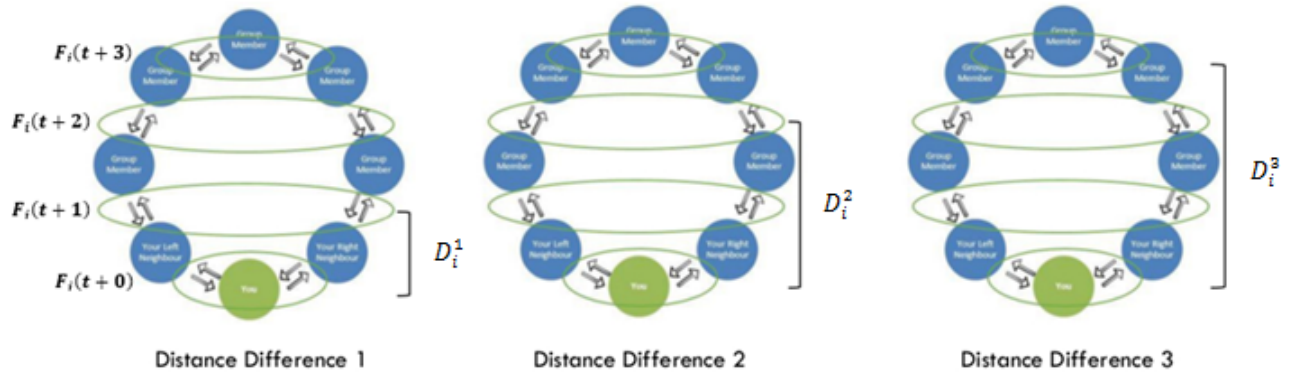 Group
Member
Group
Member
Group
Member
Group
Member
Group
Member
Your Left
Neighbour
Your Right
Neighbour
You
F_i(t + 3)
F_i(t + 2)
F_i(t + 1)
F_i(t + 0)
D_i^1
Distance Difference 1
Group
Member
Group
Member
Group
Member
Group
Member
Group
Member
Your Left
Neighbour
Your Right
Neighbour
You
D_i^2
Distance Difference 2
Group
Member
Group
Member
Group
Member
Group
Member
Group
Member
Your Left
Neighbour
Your Right
Neighbour
You
D_i^3
Distance Difference 3